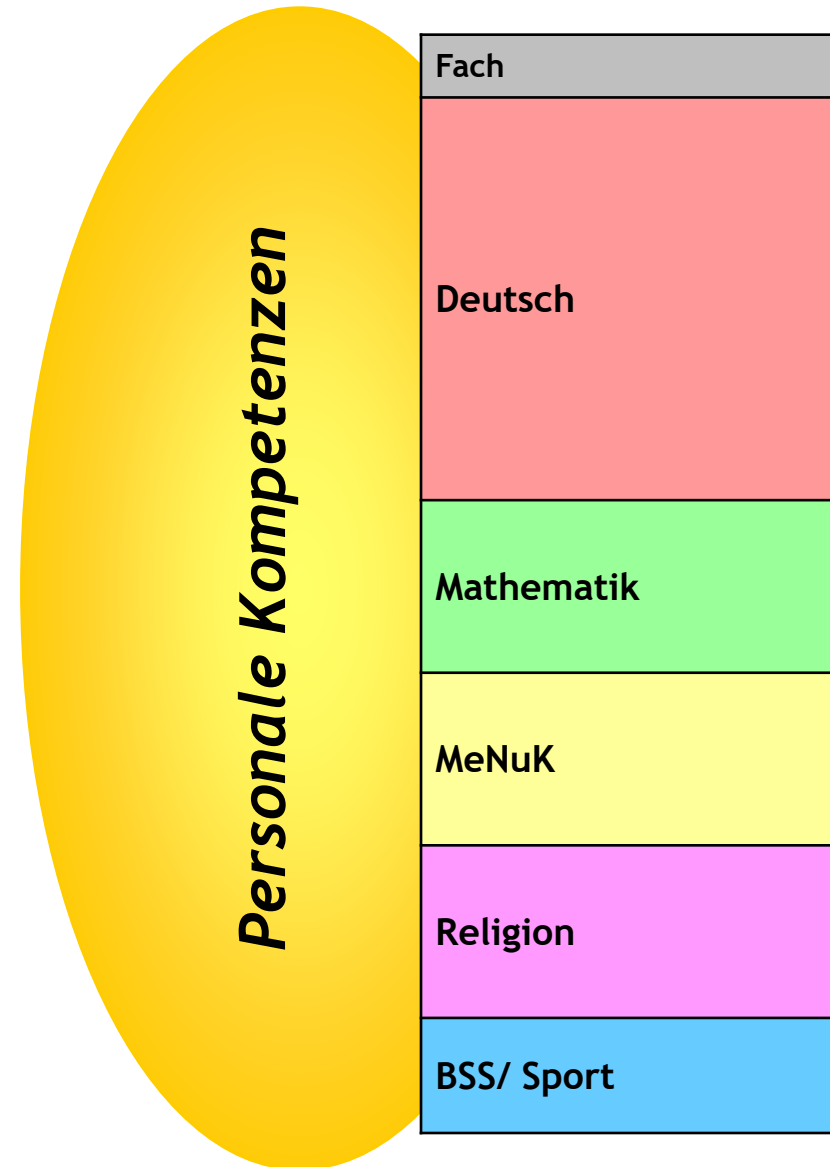 Personale Kompetenzen
Fach
Deutsch
Mathematik
MeNuK
Religion
BSS/ Sport